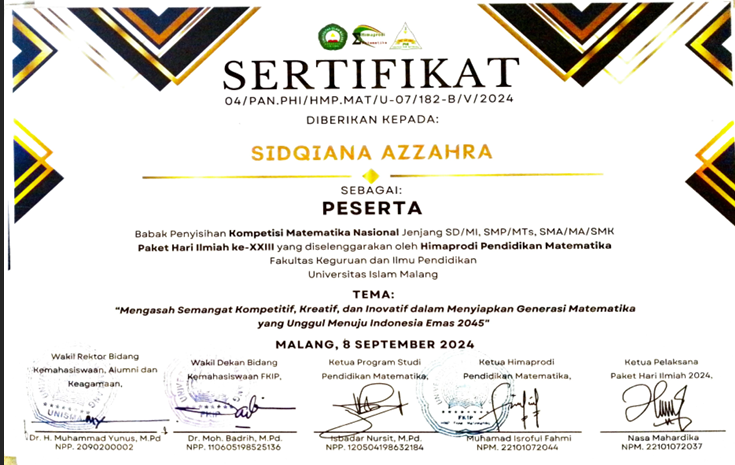 SERTIFIKAT
04/PAN.PHI/HMP.MAT/U-07/182-B/V/2024
DIBERIKAN KEPADA:
SIDQIANA AZZAHRA
SEBAGAI:
PESERTA
Babak Penyisihan Kompetisi Matematika Nasional Jenjang SD/MI, SMP/MTs, SMA/MA/SMK
Paket Hari Ilmiah ke-XXIII yang diselenggarakan oleh Himaprodi Pendidikan Matematika
Fakultas Keguruan dan Ilmu Pendidikan
Universitas Islam Malang
TEMA:
"Mengasah Semangat Kompetitif, Kreatif, dan Inovatif dalam Menyiapkan Generasi Matematika
yang Unggul Menuju Indonesia Emas 2045"
MALANG, 8 SEPTEMBER 2024
Wakil Rektor Bidang
Kemahasiswaan, Alumni dan
Keagamaan,
Dr. H. Muhammad Yunus, M.Pd
NPP. 2090200002
Wakil Dekan Bidang
Kemahasiswaan FKIP,
Dr. Moh. Badrih, M.Pd.
NPP. 110605198525136
Ketua Program Studi
Pendidikan Matematika,
Isbadar Nursit, M.Pd.
NPP. 120504198632184
Ketua Himaprodi
Pendidikan Matematika,
FKIP
Muhamad Isroful Fahmi
NPM. 22101072044
Ketua Pelaksana
Paket Hari Ilmiah 2024,
Nasa Mahardika
NPM. 22101072037